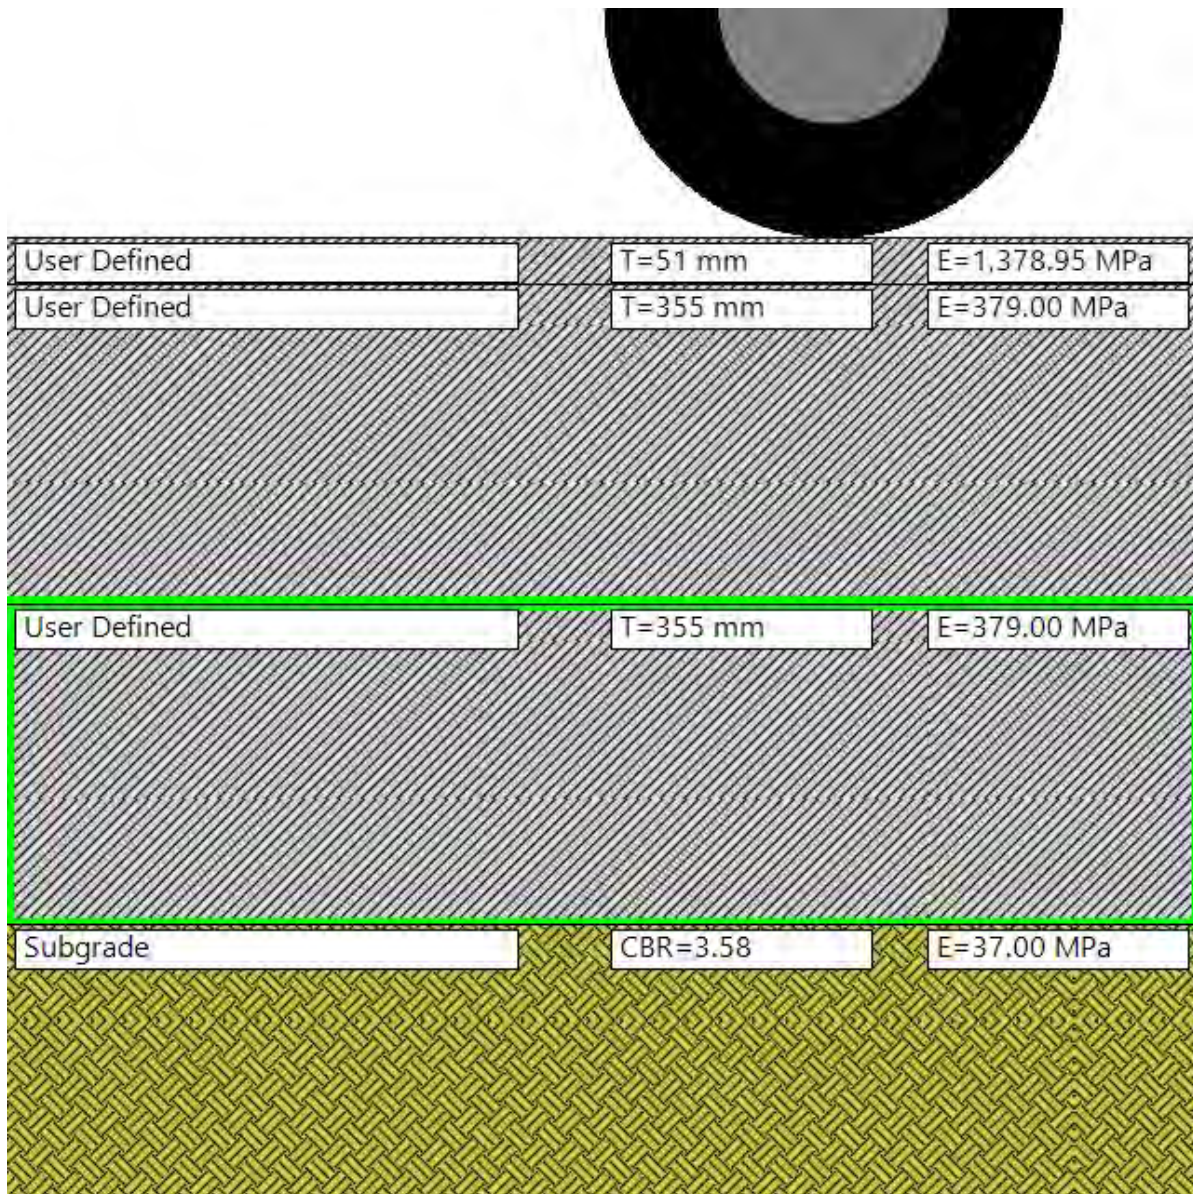 User Defined T=51 mm E=1,378.95 MPa
User Defined T=355 mm E=379.00 MPa
User Defined T=355 mm E=379.00 MPa
Subgrade CBR=3.58 E=37.00 MPa